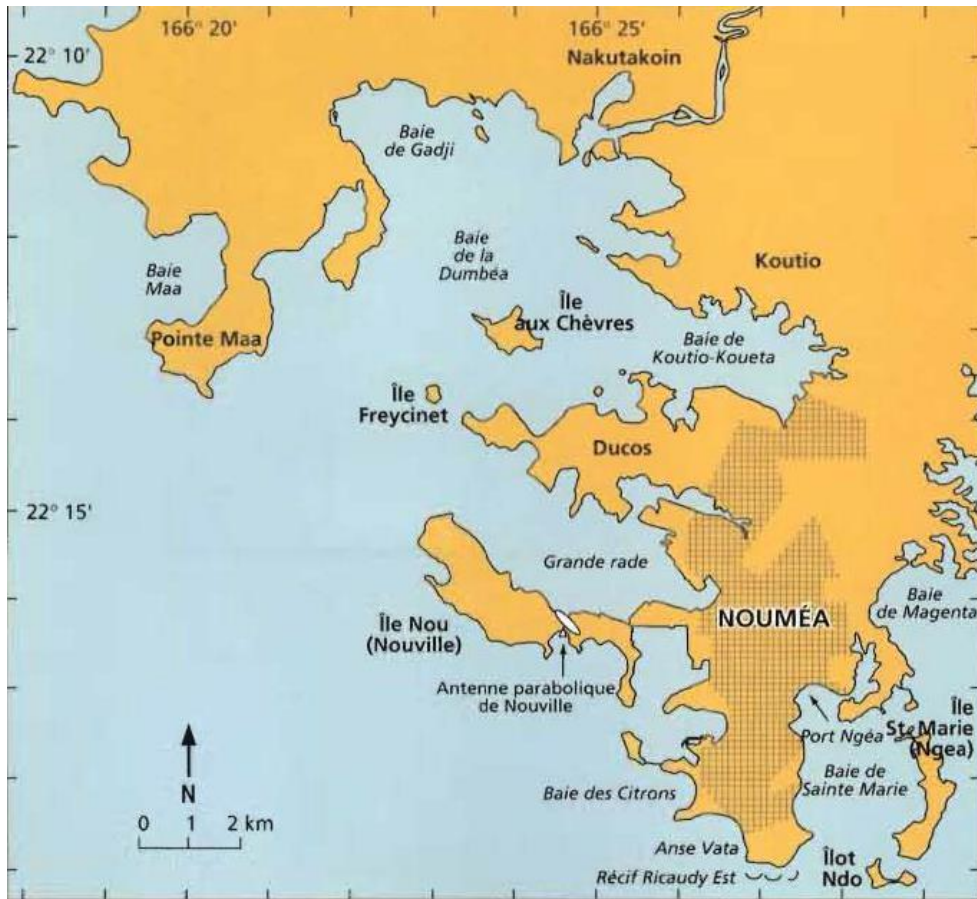 166° 20'
166° 25'
22° 10'
Nakutakoin
Baie
de Gadji
Baie
de la
Dumbéa
Koutio
Baie
Maa
Île
aux Chèvres
Pointe Maa
Baie de
Koutio-Koueta
Île
Freycinet
Ducos
22° 15'
Grande rade
Baie
de Magenta
Île Nou
(Nouville)
NOUMÉA
Antenne parabolique
de Nouville
Île
St Marie
(Ngea)
Port Ngéa
N
Baie de
Sainte Marie
Baie des Citrons
0 1 2 km
Anse Vata
Îlot
Ndo
Récif Ricaudy Est